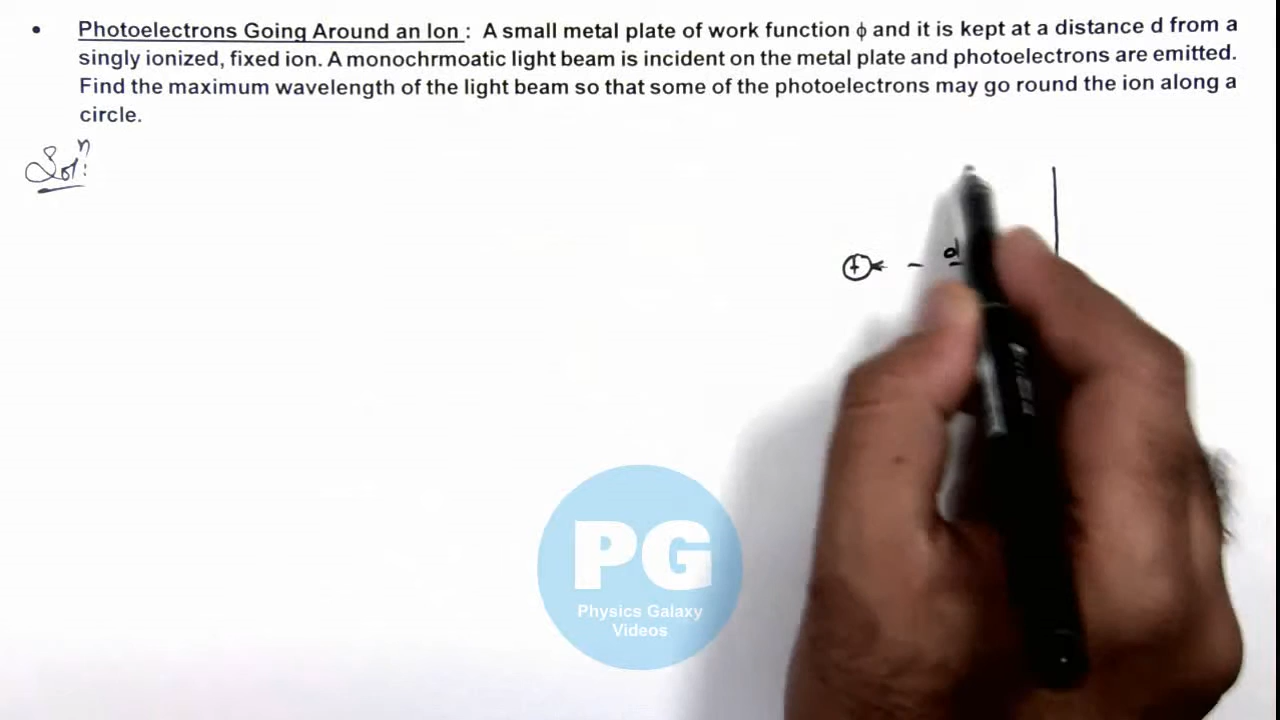 • Photoelectrons Going Around an Ion : A small metal plate of work function ϕ and it is kept at a distance d from a
singly ionized, fixed ion. A monochrmoatic light beam is incident on the metal plate and photoelectrons are emitted.
Find the maximum wavelength of the light beam so that some of the photoelectrons may go round the ion along a
circle.
Solⁿ:
d
+
PG
Physics Galaxy
Videos